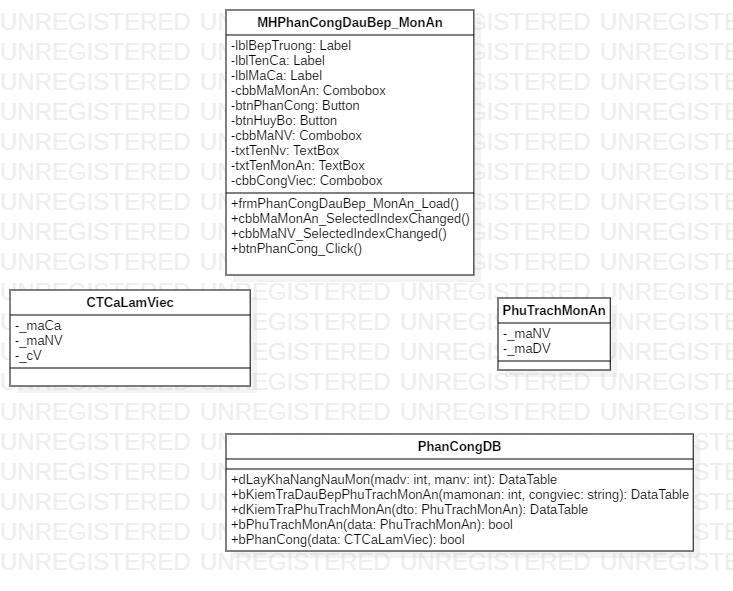 MHPhanCongDauBep_MonAn
-lblBepTruong: Label
-lblTenCa: Label
-lblMaCa: Label
-cbbMaMonAn: Combobox
-btnPhanCong: Button
-btnHuyBo: Button
-cbbMaNV: Combobox
-txtTenNv: TextBox
-txtTenMonAn: TextBox
-cbbCongViec: Combobox
+frmPhanCongDauBep_MonAn_Load()
+cbbMaMonAn_SelectedIndexChanged()
+cbbMaNV_SelectedIndexChanged()
+btnPhanCong_Click()
CTCaLamViec
-_maCa
-_maNV
-_cV
PhuTrachMonAn
-_maNV
-_maDV
PhanCongDB
+dLayKhaNangNauMon(madv: int, manv: int): DataTable
+bKiemTraDauBepPhuTrachMonAn(mamonan: int, congviec: string): DataTable
+dKiemTraPhuTrachMonAn(dto: PhuTrachMonAn): DataTable
+bPhuTrachMonAn(data: PhuTrachMonAn): bool
+bPhanCong(data: CTCaLamViec): bool
UNREGISTERED